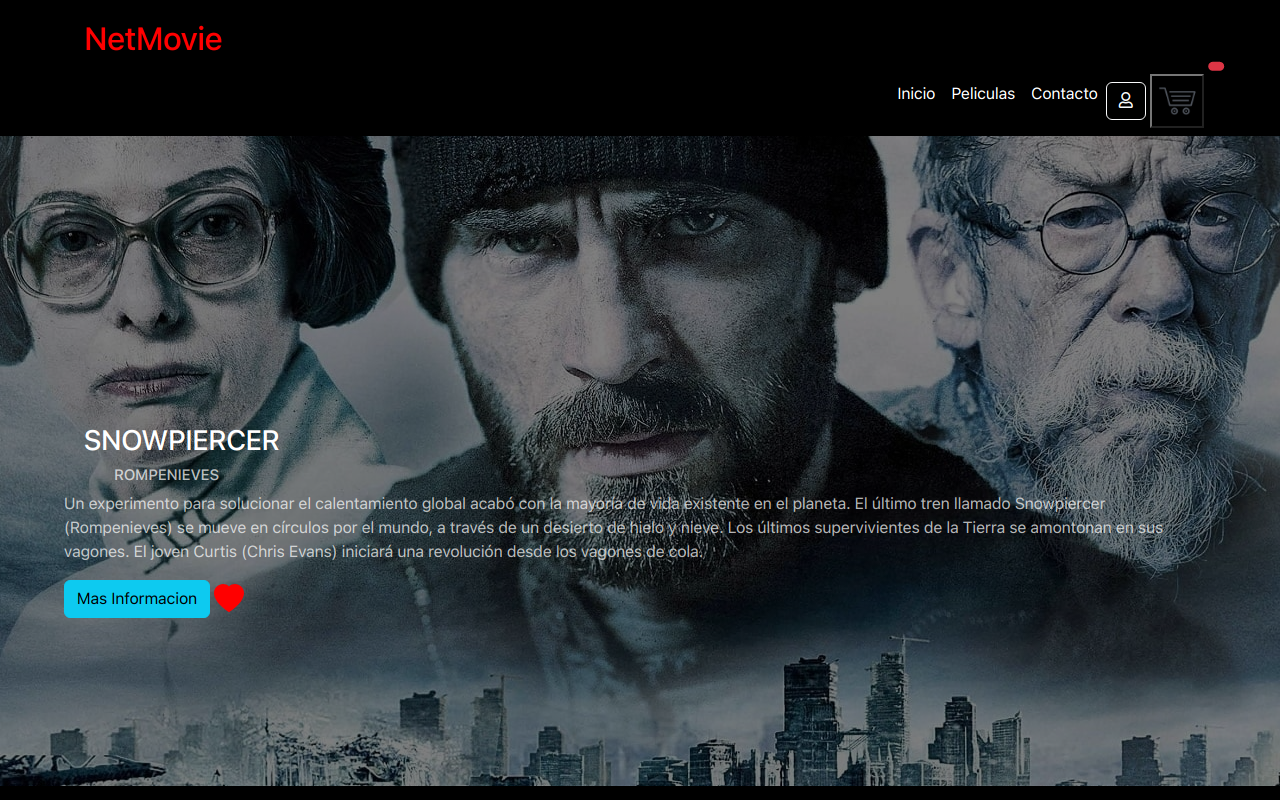 NetMovie
Inicio Peliculas Contacto
SNOWPIERCER
ROMPENIEVES
Un experimento para solucionar el calentamiento global acabó con la mayoría de vida existente en el planeta. El último tren llamado Snowpiercer
(Rompenieves) se mueve en círculos por el mundo, a través de un desierto de hielo y nieve. Los últimos supervivientes de la Tierra se amontonan en sus
vagones. El joven Curtis (Chris Evans) iniciará una revolución desde los vagones de cola.
Mas Informacion